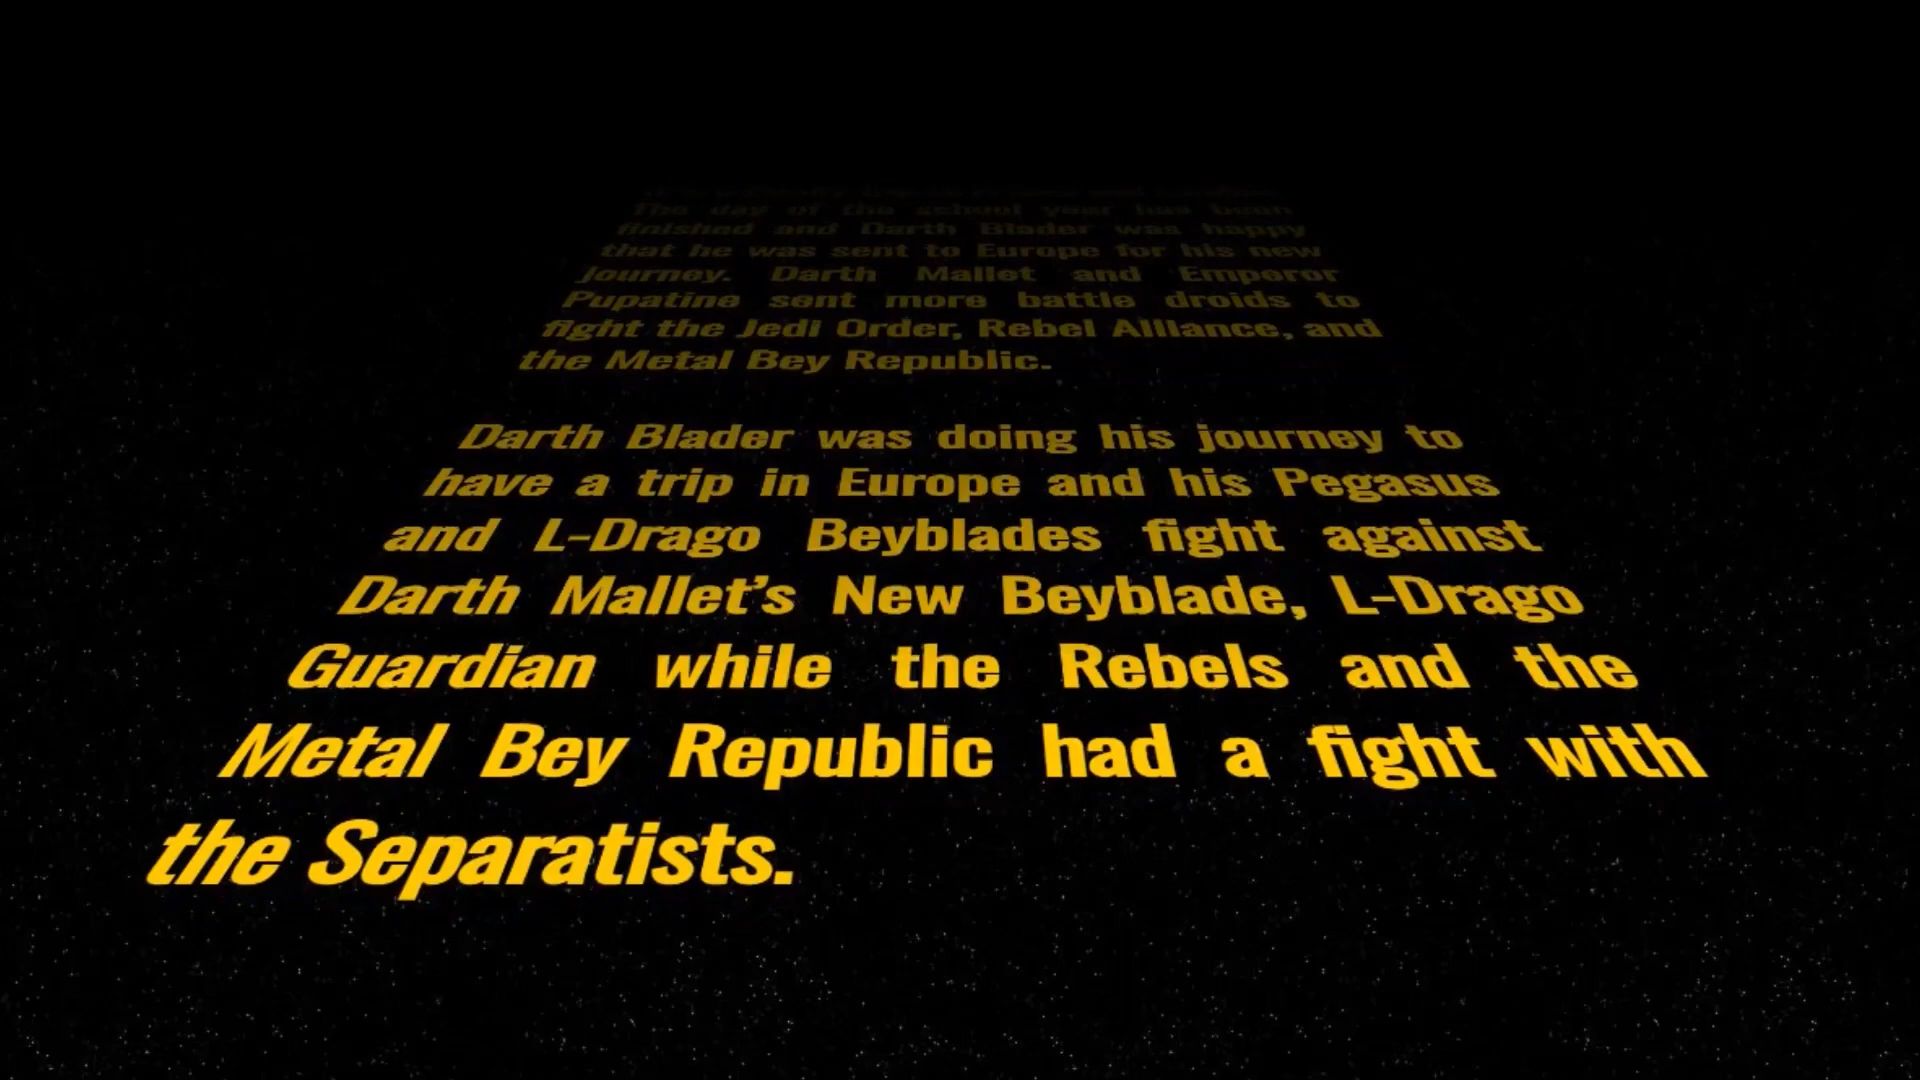 The day of the school year has been
finished and Darth Blader was happy
that he was sent to Europe for his new
journey. Darth Mallet and Emperor
Pupatine sent more battle droids to
fight the Jedi Order, Rebel Alliance, and
the Metal Bey Republic.
Darth Blader was doing his journey to
have a trip in Europe and his Pegasus
and L-Drago Beyblades fight against
Darth Mallet's New Beyblade, L-Drago
Guardian while the Rebels and the
Metal Bey Republic had a fight with
the Separatists.